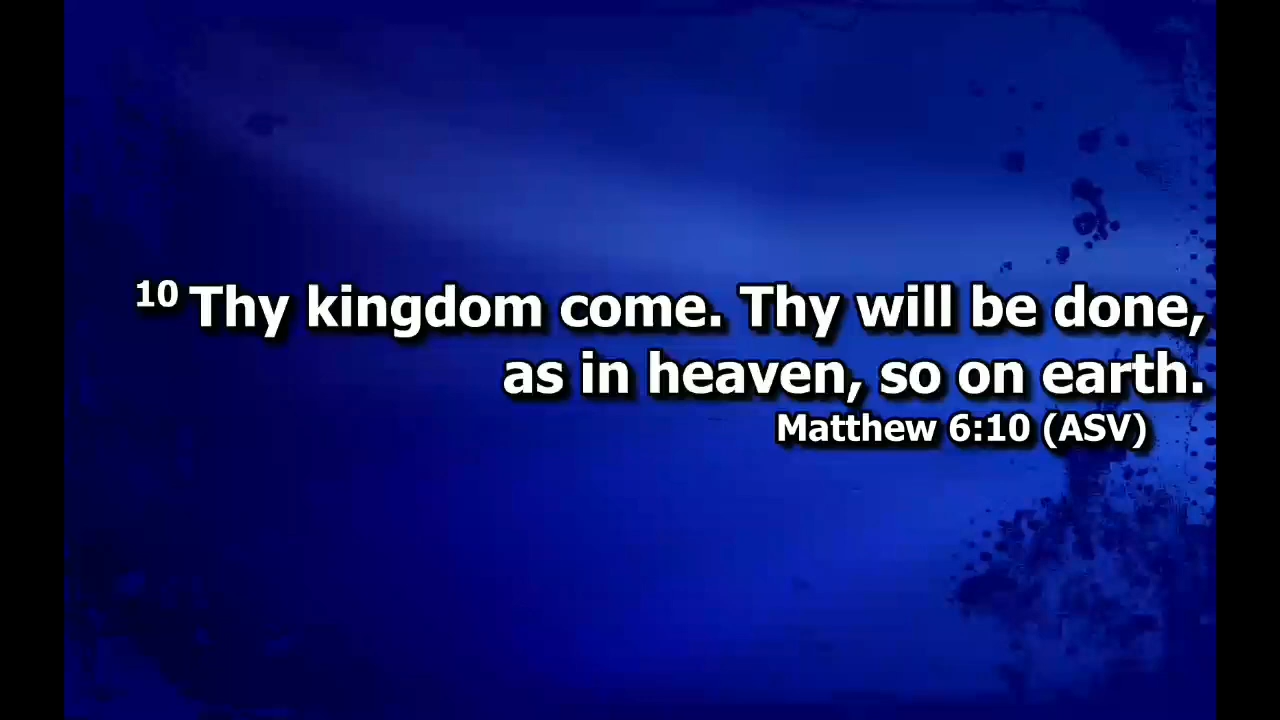 10 Thy kingdom come. Thy will be done,
as in heaven, so on earth.
Matthew 6:10 (ASV)